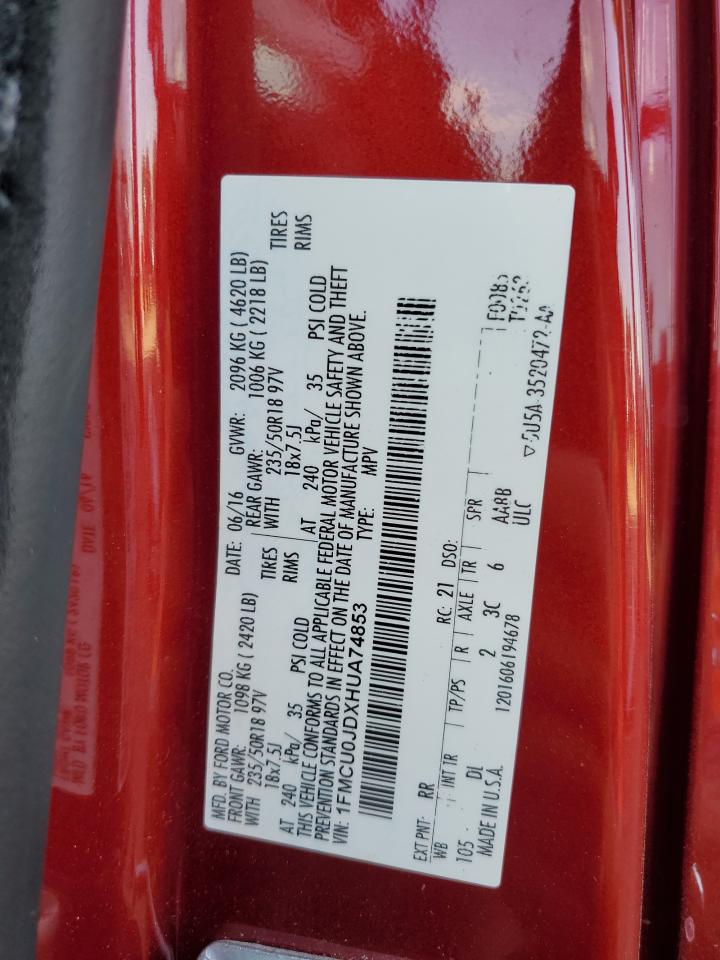 MFD. BY FORD MOTOR CO.
DATE: 06/16 GVWR: 2096 KG ( 4620 LB)
FRONT GAWR: 1098 KG ( 2420 LB) REAR GAWR: 1006 KG ( 2218 LB)
WITH 235/50R18 97V TIRES WITH 235/50R18 97V TIRES
18x7.5J RIMS 18x7.5J RIMS
AT 240 kPa/ 35 PSI COLD AT 240 kPa/ 35 PSI COLD
THIS VEHICLE CONFORMS TO ALL APPLICABLE FEDERAL MOTOR VEHICLE SAFETY AND THEFT
PREVENTION STANDARDS IN EFFECT ON THE DATE OF MANUFACTURE SHOWN ABOVE.
VIN: 1FMCU0JDXHUA74853 TYPE: MPV
EXT PNT: RR RC: 21 DSO:
WB INT TR TP/PS R AXLE TR SPR
105 DL 2 3C 6 AABB
MADE IN U.S.A. 1201606194678 ULC